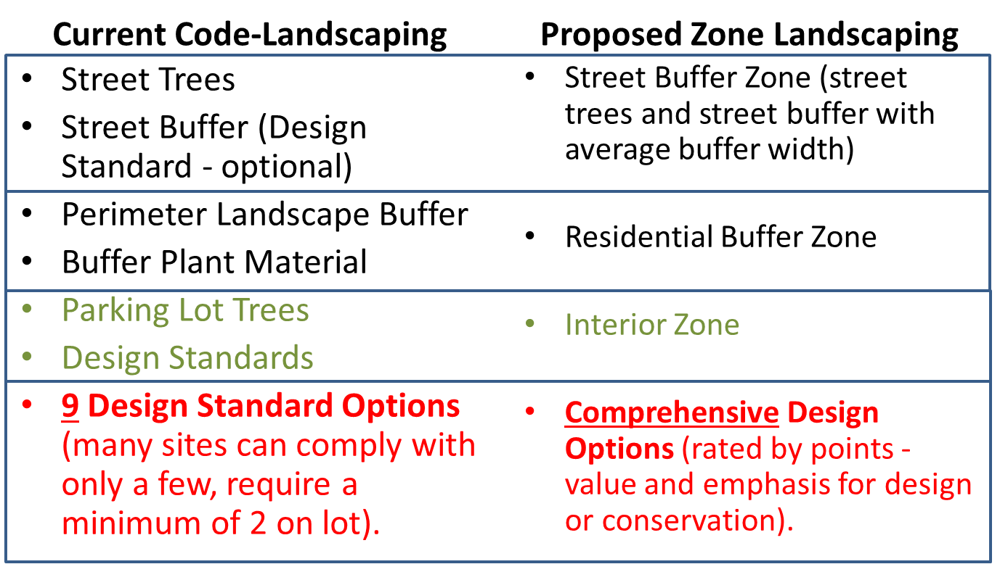 Current Code-Landscaping
Proposed Zone Landscaping
• Street Trees
• Street Buffer (Design
Standard - optional)
• Street Buffer Zone (street
trees and street buffer with
average buffer width)
• Perimeter Landscape Buffer
• Buffer Plant Material
• Residential Buffer Zone
• Parking Lot Trees
• Design Standards
• Interior Zone
• 9 Design Standard Options
(many sites can comply with
only a few, require a
minimum of 2 on lot).
• Comprehensive Design
Options (rated by points -
value and emphasis for design
or conservation).